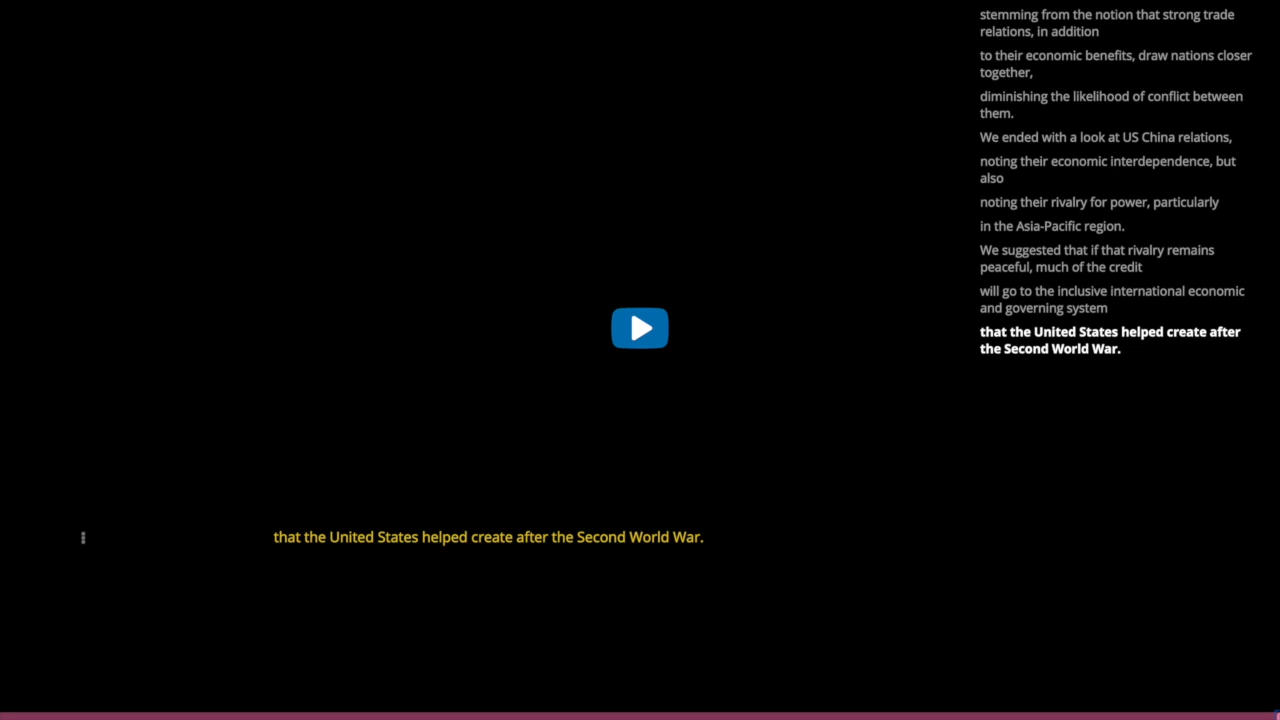 stemming from the notion that strong trade
relations, in addition
to their economic benefits, draw nations closer
together,
diminishing the likelihood of conflict between
them.
We ended with a look at US China relations,
noting their economic interdependence, but
also
noting their rivalry for power, particularly
in the Asia-Pacific region.
We suggested that if that rivalry remains
peaceful, much of the credit
will go to the inclusive international economic
and governing system
that the United States helped create after
the Second World War.
that the United States helped create after the Second World War.